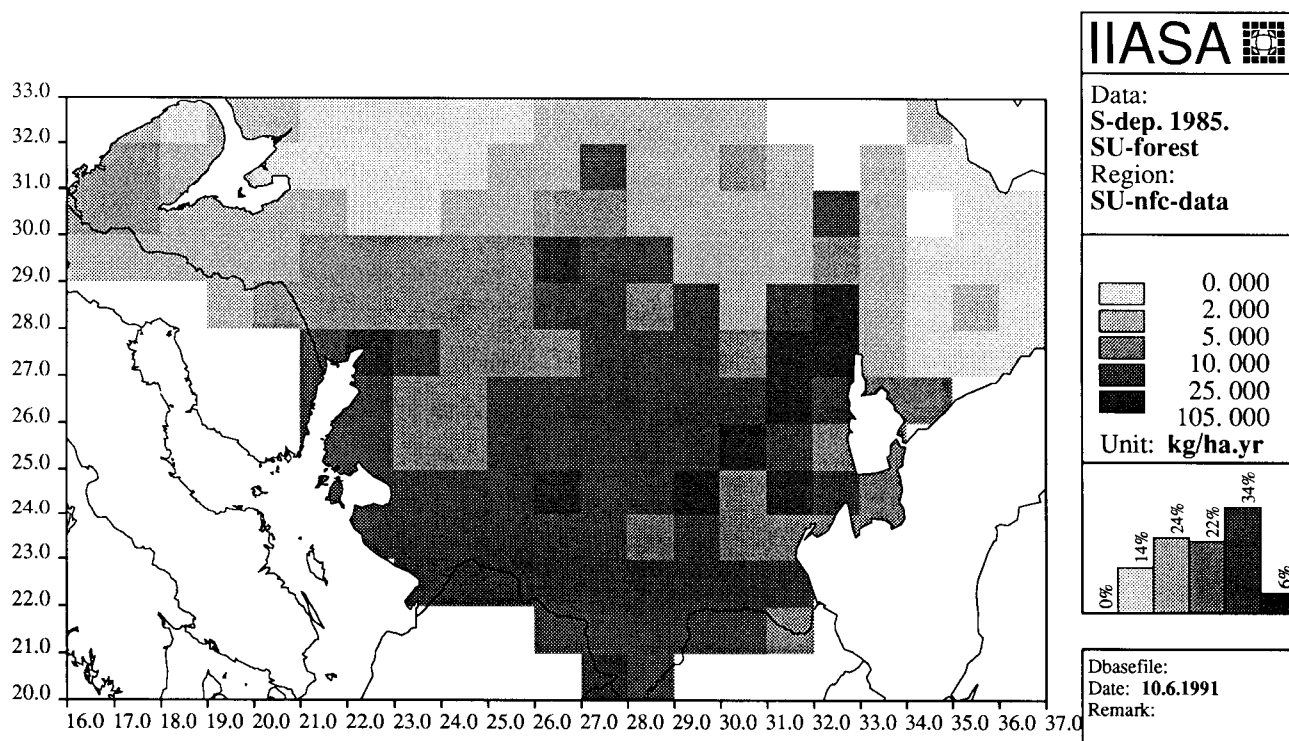 IIASA
Data:
S-dep. 1985.
SU-forest
Region:
SU-nfc-data
0. 000
2. 000
5. 000
10. 000
25. 000
105. 000
Unit: kg/ha.yr
0%
14%
24%
22%
34%
6%
Dbasefile:
Date: 10.6.1991
Remark:
33.0
32.0
31.0
30.0
29.0
28.0
27.0
26.0
25.0
24.0
23.0
22.0
21.0
20.0
16.0 17.0 18.0 19.0 20.0 21.0 22.0 23.0 24.0 25.0 26.0 27.0 28.0 29.0 30.0 31.0 32.0 33.0 34.0 35.0 36.0 37.0